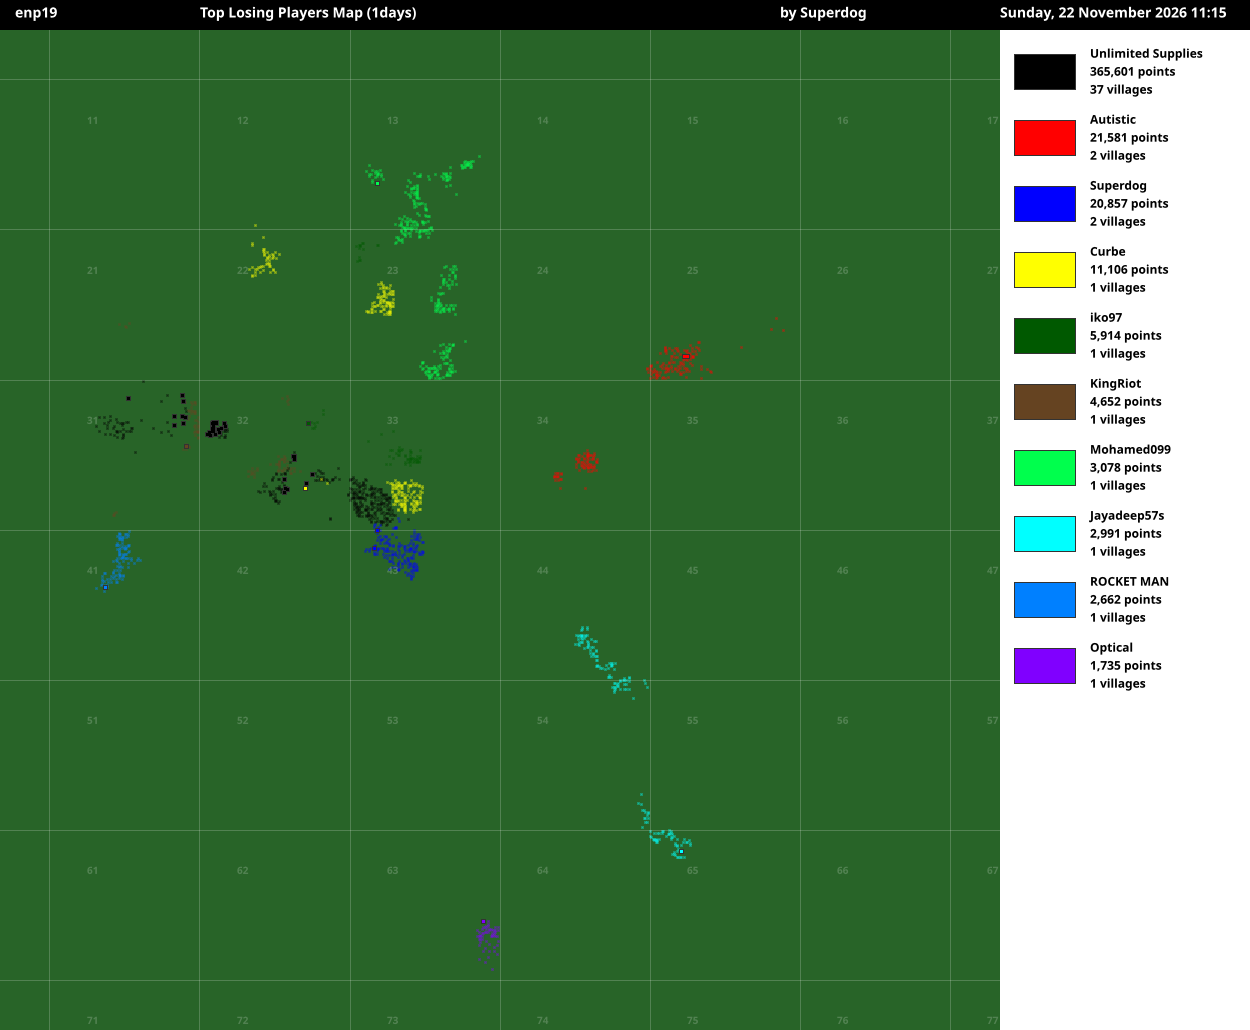 enp19 Top Losing Players Map (1days) by Superdog Sunday, 22 November 2026 11:15
Unlimited Supplies
365,601 points
37 villages
Autistic
21,581 points
2 villages
Superdog
20,857 points
2 villages
Curbe
11,106 points
1 villages
iko97
5,914 points
1 villages
KingRiot
4,652 points
1 villages
Mohamed099
3,078 points
1 villages
Jayadeep57s
2,991 points
1 villages
ROCKET MAN
2,662 points
1 villages
Optical
1,735 points
1 villages
11 12 13 14 15 16 17
21 22 23 24 25 26 27
31 32 33 34 35 36 37
41 42 43 44 45 46 47
51 52 53 54 55 56 57
61 62 63 64 65 66 67
71 72 73 74 75 76 77